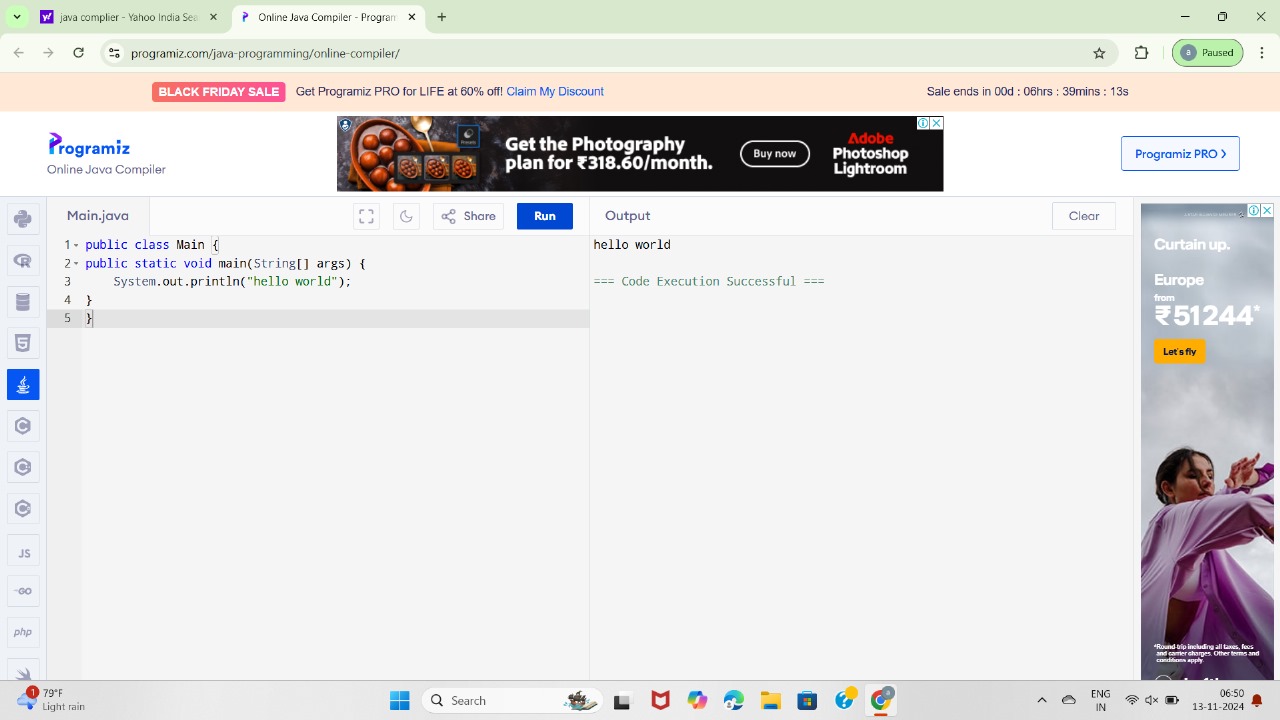 java compiler - Yahoo India Sea
Online Java Compiler - Program
programiz.com/java-programming/online-compiler/
a Paused
BLACK FRIDAY SALE Get Programiz PRO for LIFE at 60% off! Claim My Discount
Sale ends in 00d : 06hrs : 39mins : 13s
Programiz
Online Java Compiler
Get the Photography
plan for ₹318.60/month.
Buy now
Adobe
Photoshop
Lightroom
Programiz PRO
Main.java
Share
Run
Output
Clear
1 public class Main {
2 public static void main(String[] args) {
3 System.out.println("hello world");
4 }
5 }
hello world
=== Code Execution Successful ===
JS
GO
php
Curtain up.
Europe
from
₹51244*
Let's fly
*Round-trip including all taxes, fees
and carrier charges. Other terms and
conditions apply.
1
79°F
Light rain
Search
a
ENG
IN
06:50
13-11-2024